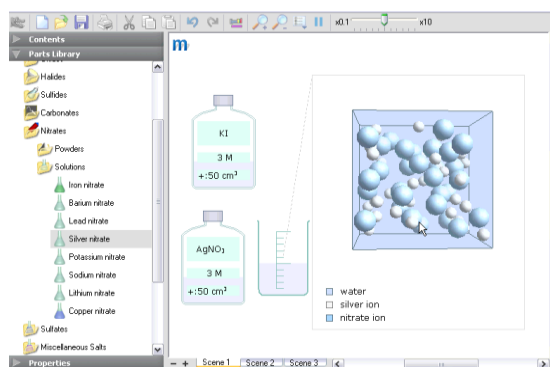 x0.1 x10
Contents
Parts Library
Halides
Sulfides
Carbonates
Nitrates
Powders
Solutions
Iron nitrate
Barium nitrate
Lead nitrate
Silver nitrate
Potassium nitrate
Sodium nitrate
Lithium nitrate
Copper nitrate
Sulfates
Miscellaneous Salts
Properties
m
KI
3 M
+:50 cm³
AgNO₃
3 M
+:50 cm³
water
silver ion
nitrate ion
– + Scene 1 Scene 2 Scene 3